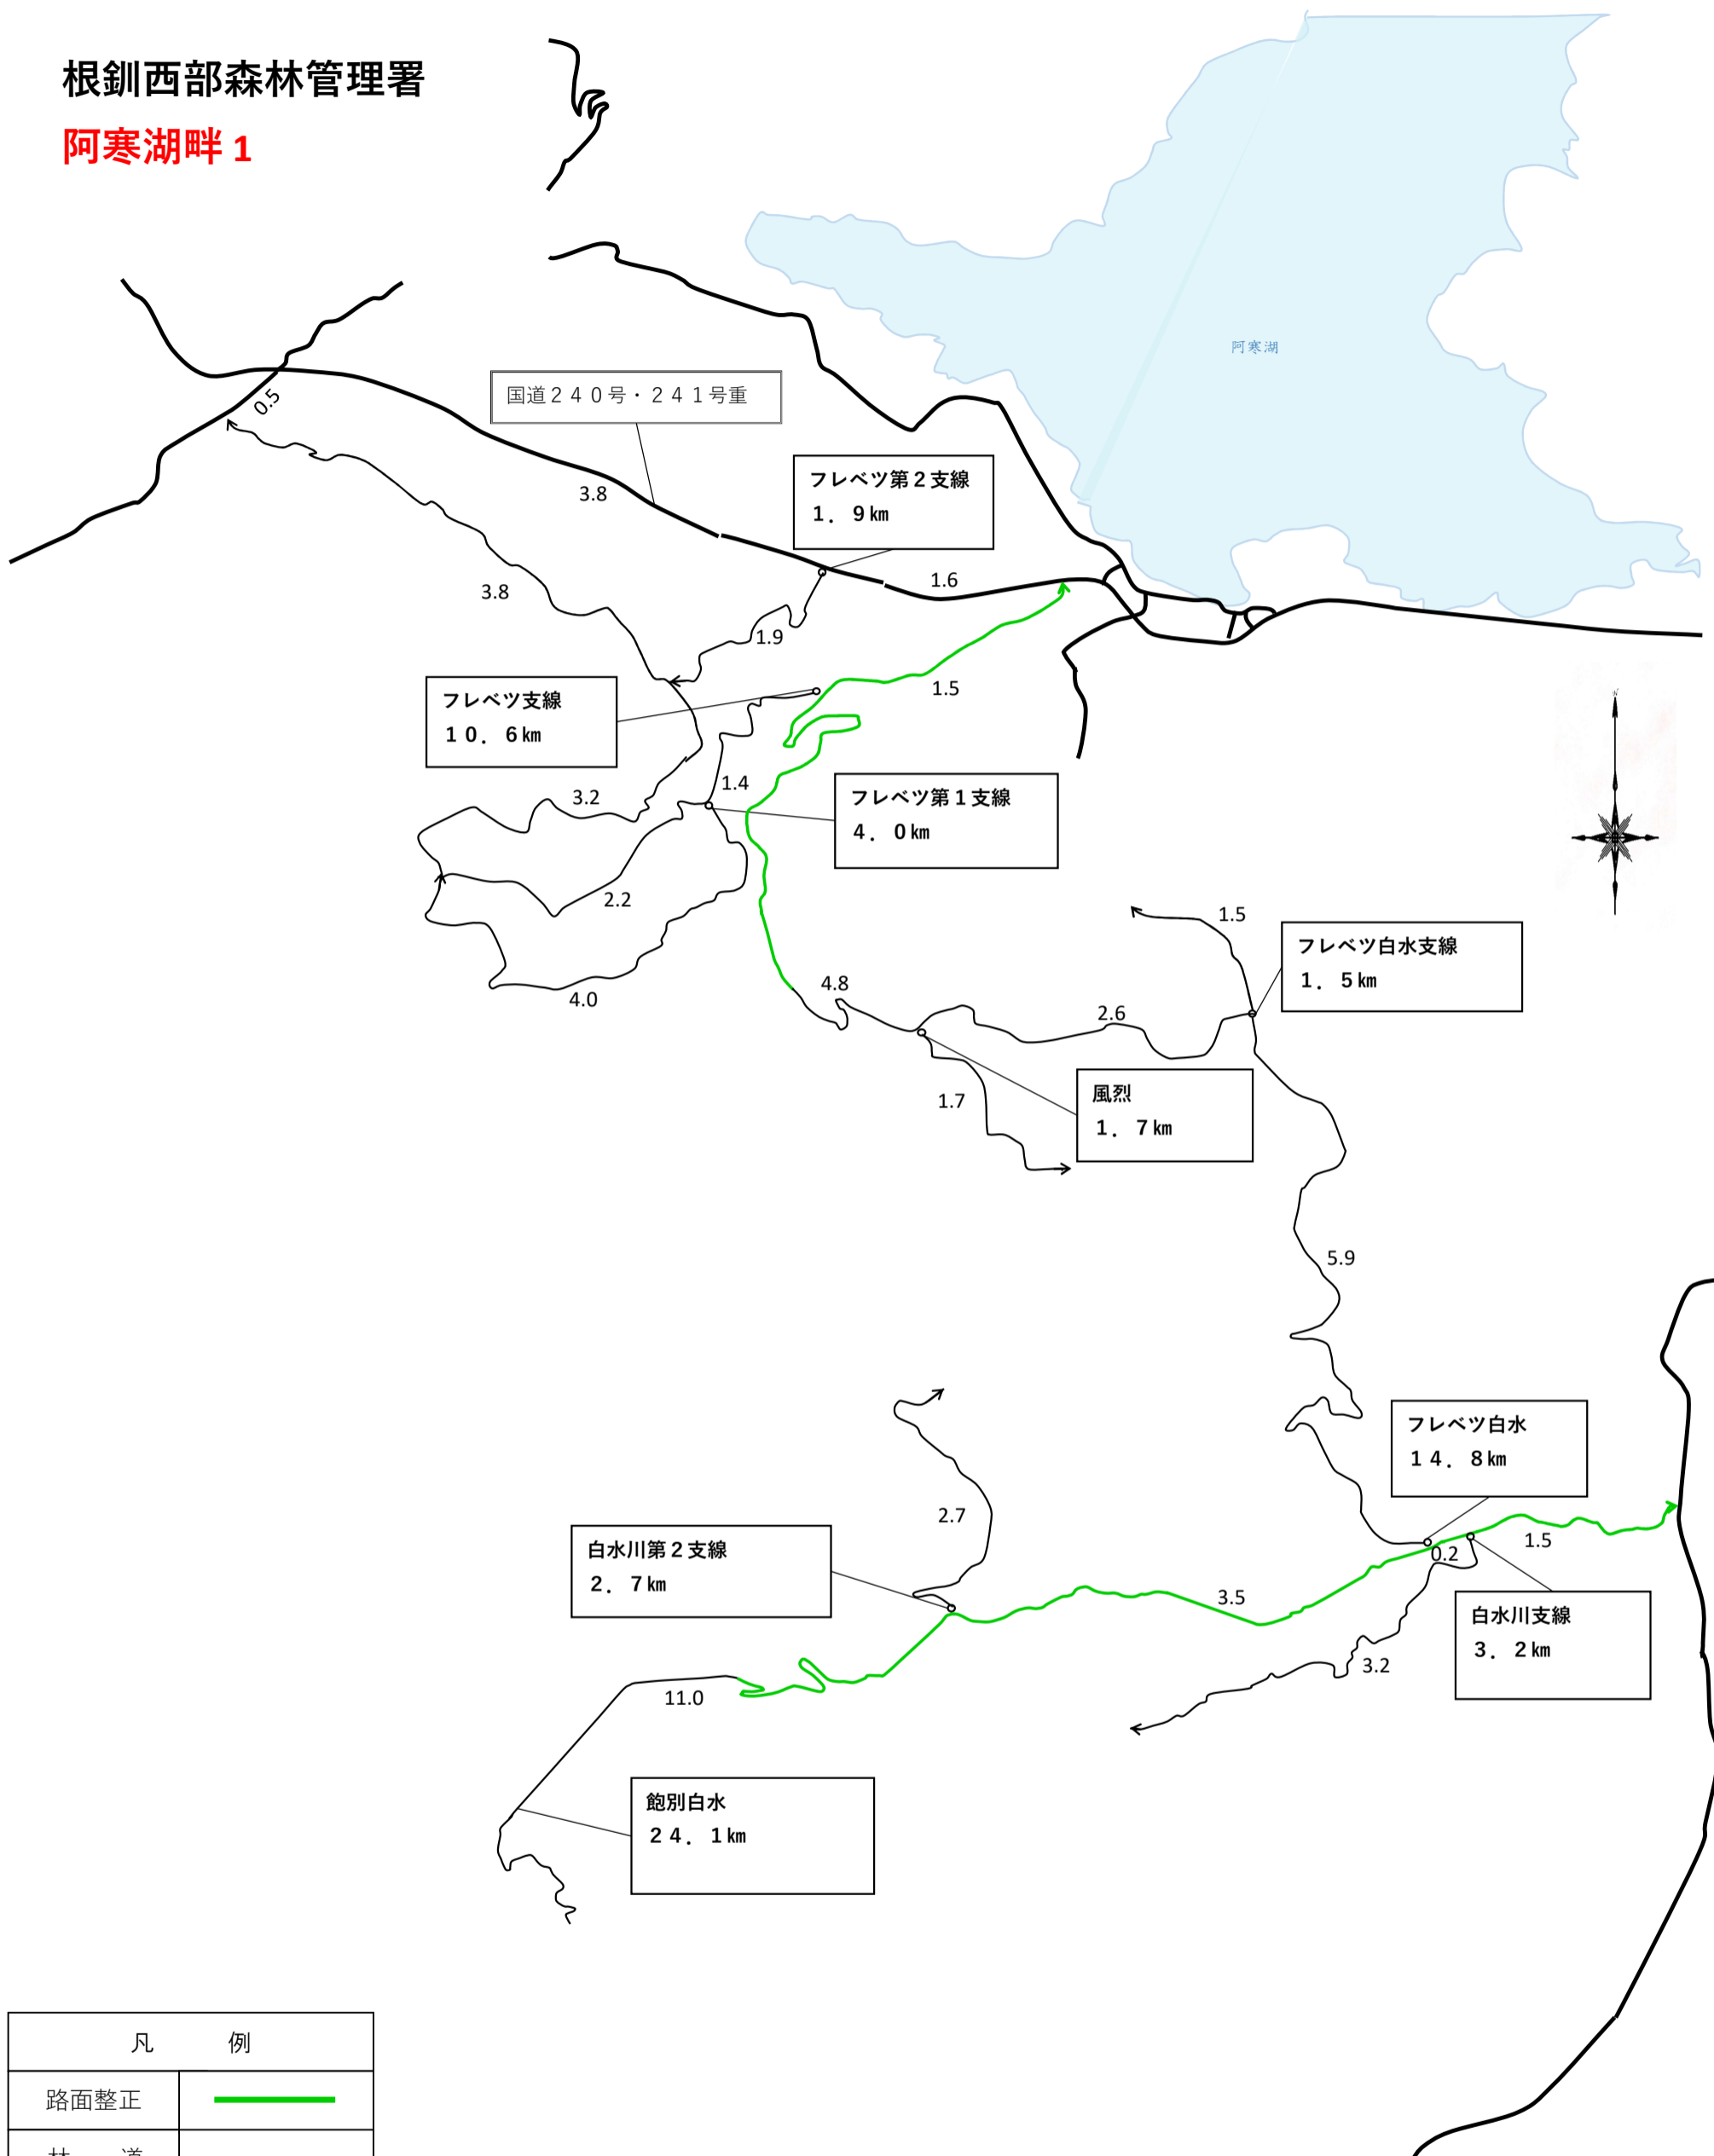 根釧西部森林管理署
阿寒湖畔 1
阿寒湖
0.5
国道２４０号・２４１号重
フレベツ第２支線
１．９㎞
3.8
1.6
3.8
1.9
フレベツ支線
１０．６㎞
1.5
1.4
フレベツ第１支線
４．０㎞
3.2
2.2
1.5
フレベツ白水支線
１．５㎞
4.8
4.0
2.6
風烈
１．７㎞
1.7
5.9
フレベツ白水
１４．８㎞
2.7
白水川第２支線
２．７㎞
1.5
0.2
3.5
白水川支線
３．２㎞
3.2
11.0
飽別白水
２４．１㎞
凡　　　例
路面整正